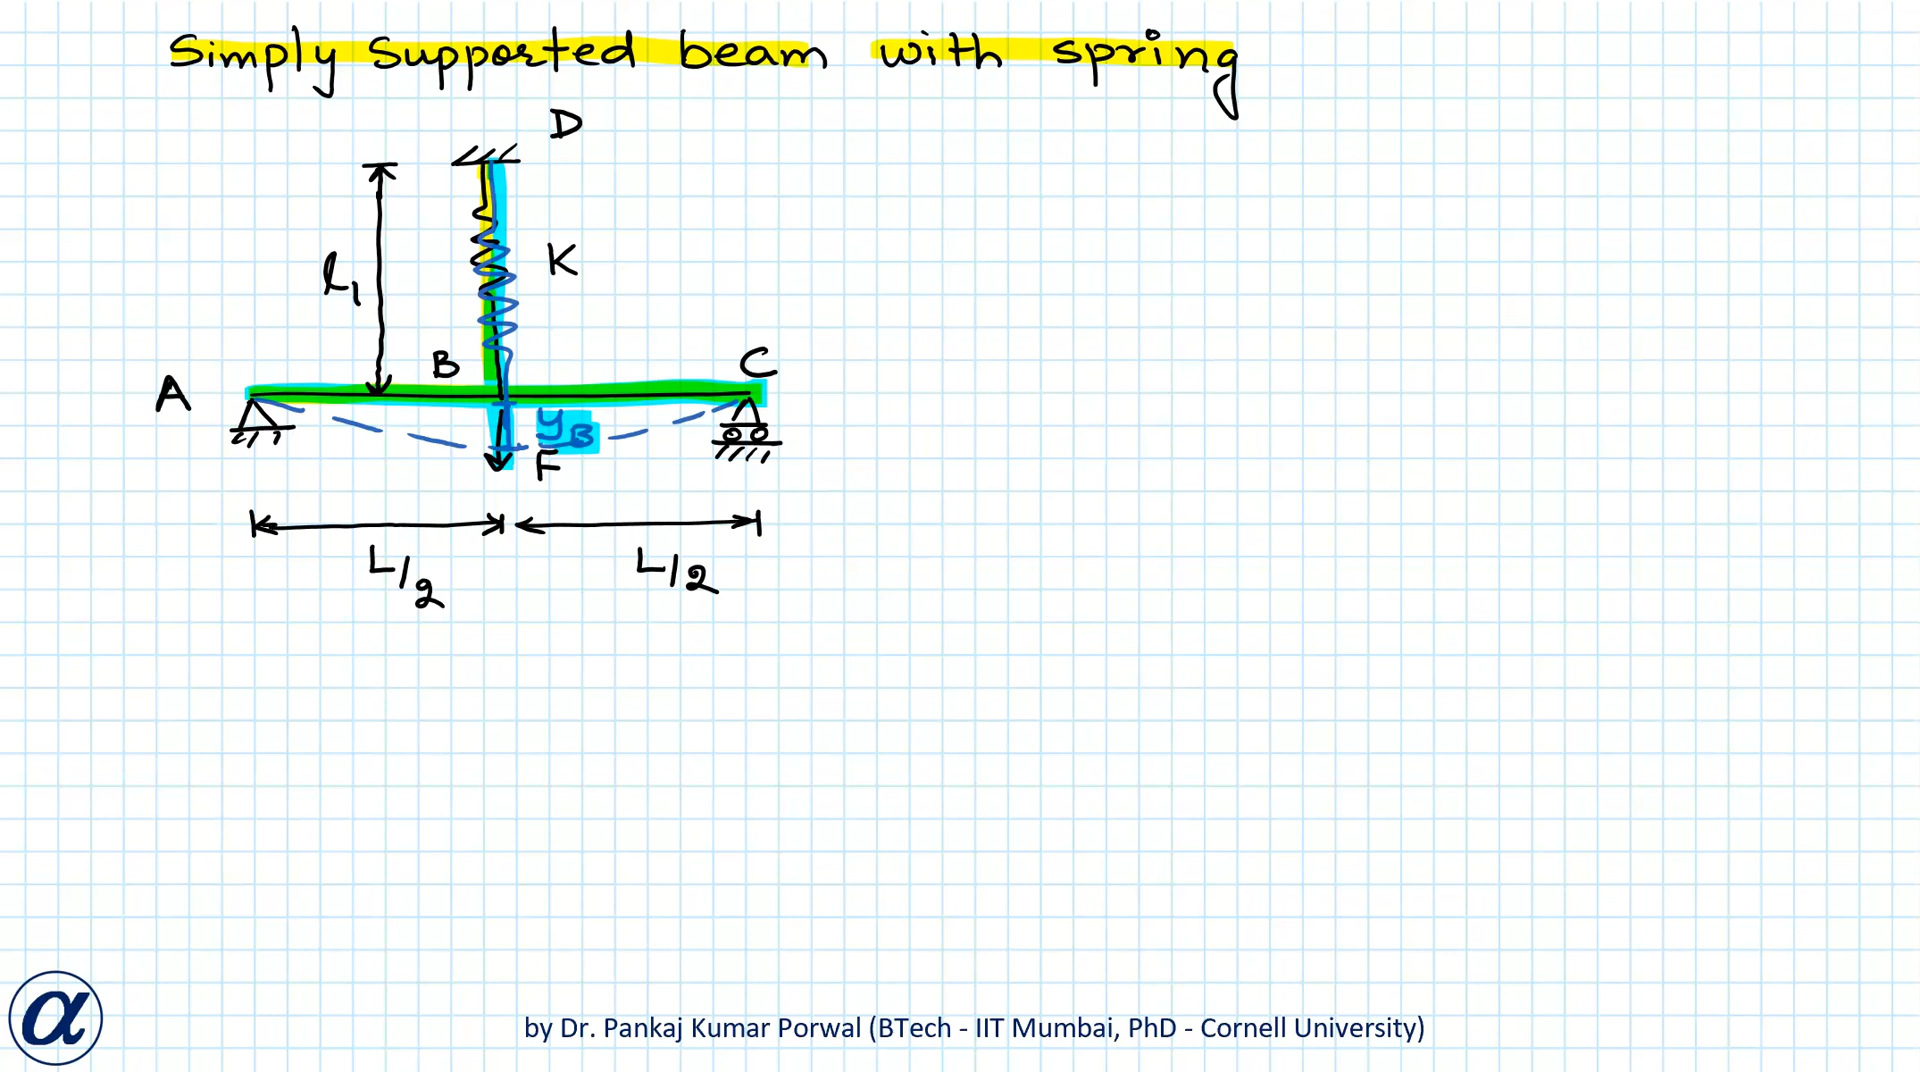 Simply Supported beam with spring
D
l₁
K
B
C
A
y_B
F
L/2
L/2
α
by Dr. Pankaj Kumar Porwal (BTech - IIT Mumbai, PhD - Cornell University)